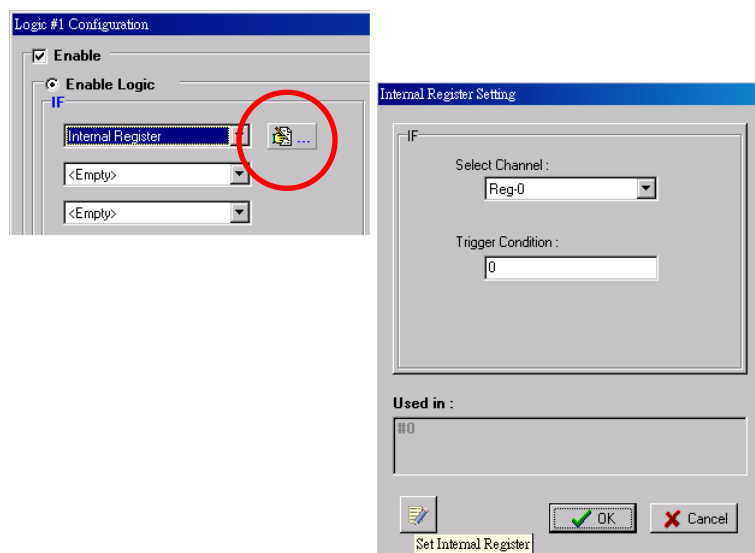 Logic #1 Configuration
Enable
Enable Logic
IF
Internal Register
...
<Empty>
<Empty>
Internal Register Setting
IF
Select Channel :
Reg-0
Trigger Condition :
0
Used in :
#0
OK
Cancel
Set Internal Register